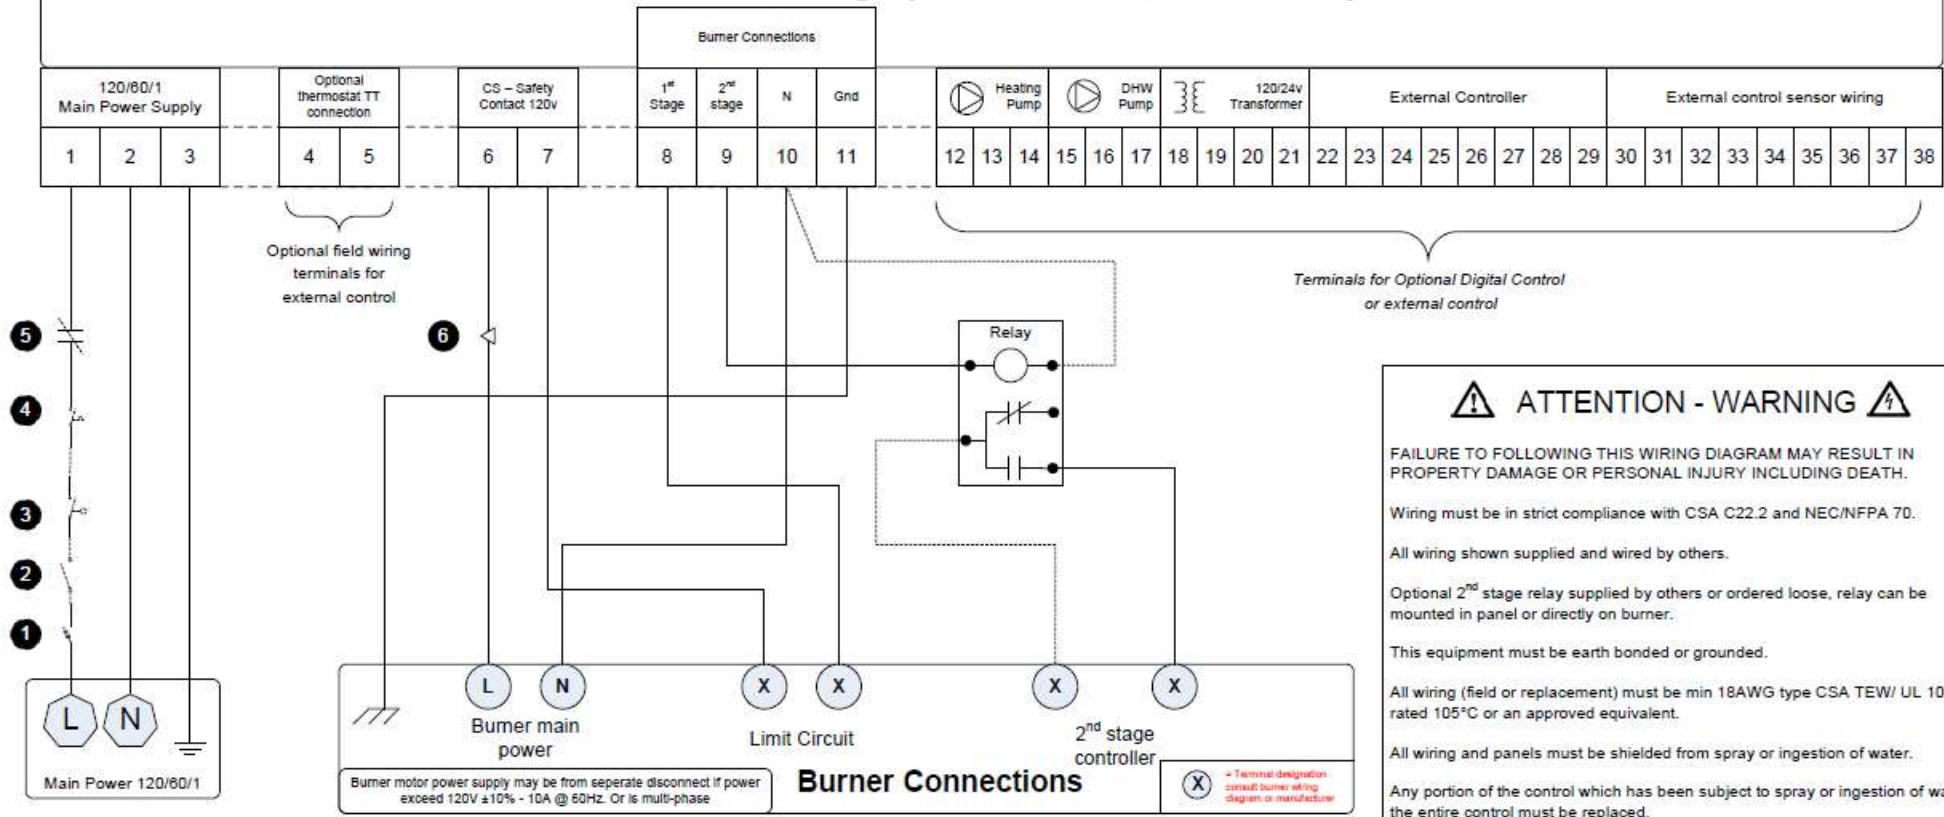 Burner Connections
120/60/1
Main Power Supply
Optional
thermostat TT
connection
CS – Safety
Contact 120v
1st
Stage
2nd
stage
N
Gnd
Heating
Pump
DHW
Pump
120/24v
Transformer
External Controller
External control sensor wiring
1 2 3 4 5 6 7 8 9 10 11 12 13 14 15 16 17 18 19 20 21 22 23 24 25 26 27 28 29 30 31 32 33 34 35 36 37 38
Optional field wiring
terminals for
external control
Terminals for Optional Digital Control
or external control
5
6
4
3
2
1
Relay
L N
Main Power 120/60/1
L N X X X X
Burner main
power
Limit Circuit
2nd stage
controller
Burner motor power supply may be from seperate disconnect if power
exceed 120V ±10% - 10A @ 60Hz. Or is multi-phase
Burner Connections
X
= Terminal designation
consult burner wiring
diagram or manufacturer
ATTENTION - WARNING
FAILURE TO FOLLOWING THIS WIRING DIAGRAM MAY RESULT IN
PROPERTY DAMAGE OR PERSONAL INJURY INCLUDING DEATH.
Wiring must be in strict compliance with CSA C22.2 and NEC/NFPA 70.
All wiring shown supplied and wired by others.
Optional 2nd stage relay supplied by others or ordered loose, relay can be
mounted in panel or directly on burner.
This equipment must be earth bonded or grounded.
All wiring (field or replacement) must be min 18AWG type CSA TEW/ UL 10
rated 105°C or an approved equivalent.
All wiring and panels must be shielded from spray or ingestion of water.
Any portion of the control which has been subject to spray or ingestion of wa
the entire control must be replaced.